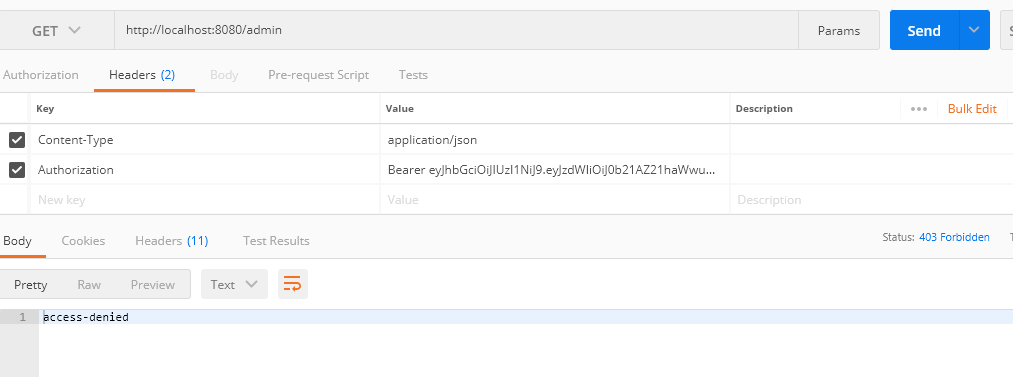 GET http://localhost:8080/admin Params Send S
Authorization Headers (2) Body Pre-request Script Tests
Key Value Description ••• Bulk Edit
Content-Type application/json
Authorization Bearer eyJhbGciOiJIUzI1NiJ9.eyJzdWIiOiJ0b21AZ21haWwu...
New key Value Description
Body Cookies Headers (11) Test Results Status: 403 Forbidden T
Pretty Raw Preview Text
1 access-denied